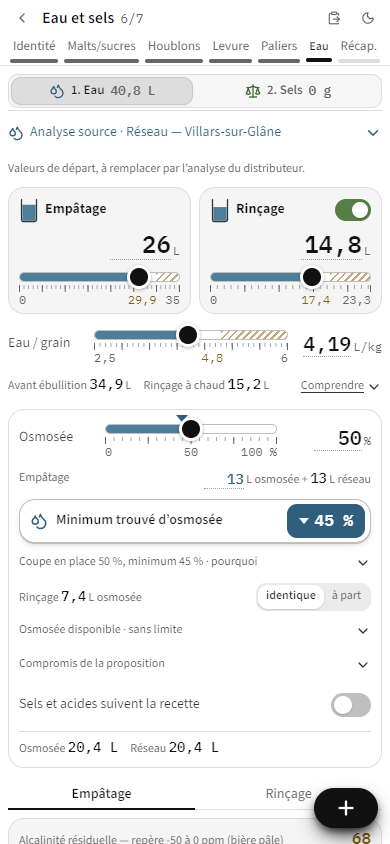 Eau et sels 6/7
Identité Malts/sucres Houblons Levure Paliers Eau Récap.
1. Eau 40,8 L 2. Sels 0 g
Analyse source · Réseau — Villars-sur-Glâne
Valeurs de départ, à remplacer par l'analyse du distributeur.
Empâtage
26 L
0 29,9 35
Rinçage
14,8 L
0 17,4 23,3
Eau / grain
2,5 4,8 6
4,19 L/kg
Avant ébullition 34,9 L Rinçage à chaud 15,2 L Comprendre
Osmosée
0 50 100 %
50 %
Empâtage 13 L osmosée + 13 L réseau
Minimum trouvé d'osmosée 45 %
Coupe en place 50 %, minimum 45 % · pourquoi
Rinçage 7,4 L osmosée identique à part
Osmosée disponible · sans limite
Compromis de la proposition
Sels et acides suivent la recette
Osmosée 20,4 L Réseau 20,4 L
Empâtage Rinçage
Alcalinité résiduelle — repère -50 à 0 ppm (bière pâle) 68